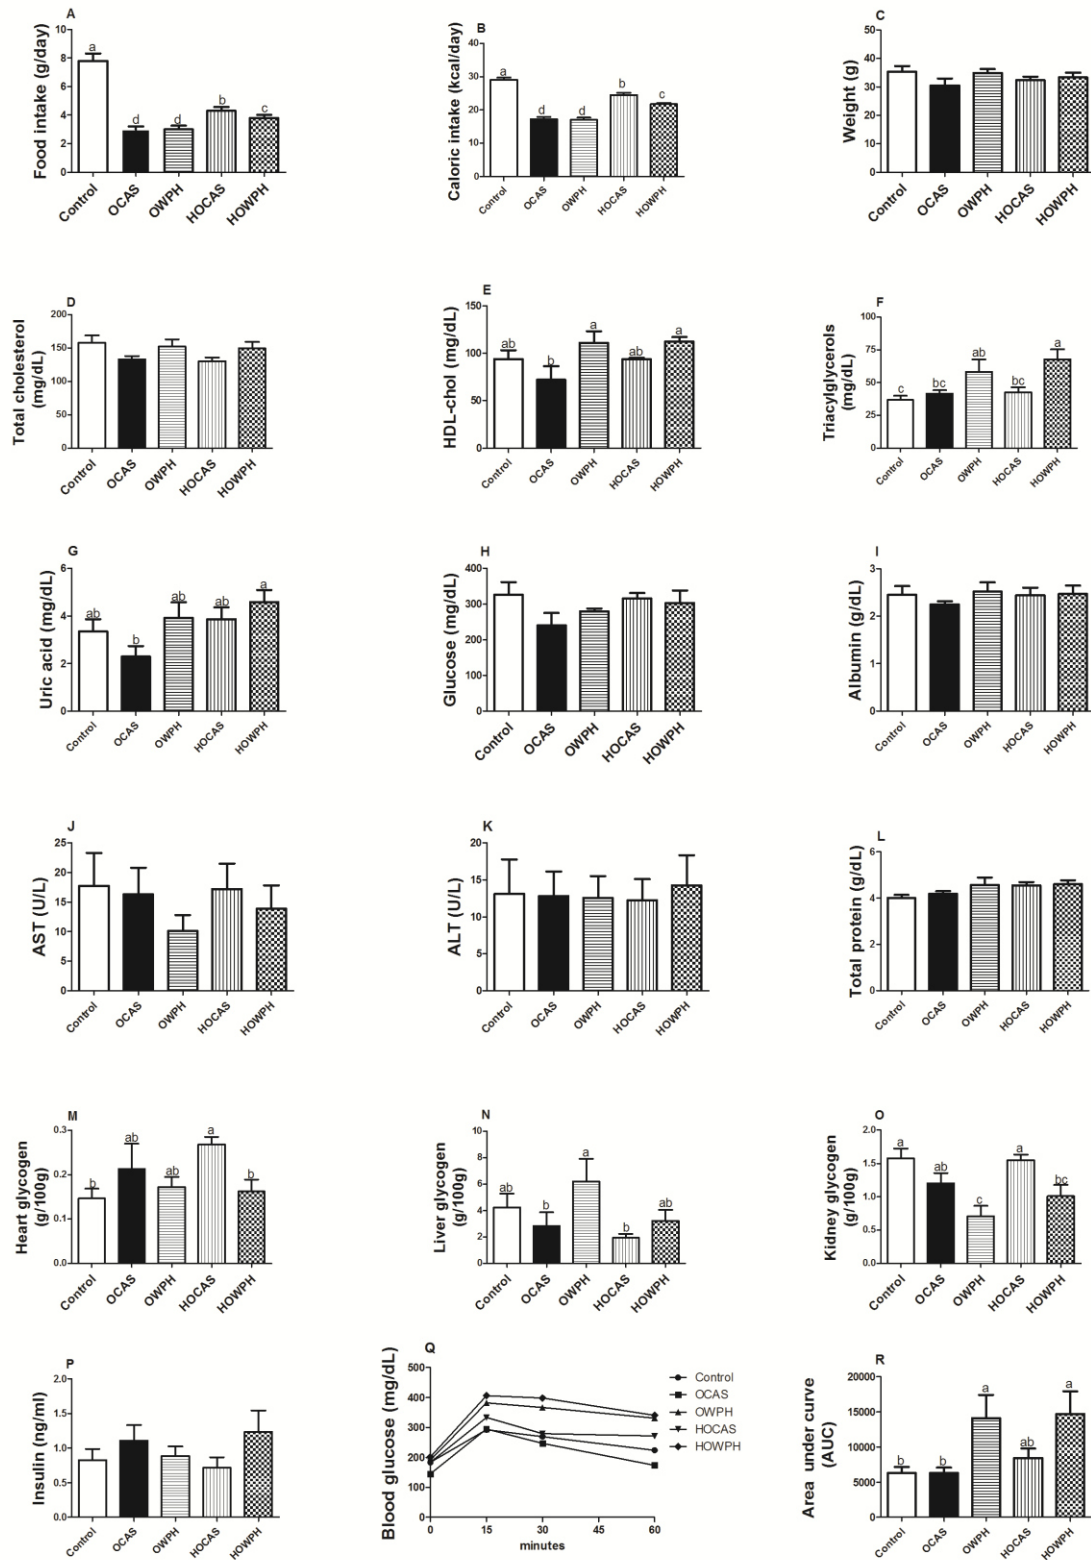 A
Food intake (g/day)
10
8
6
4
2
0
a
d
d
b
c
Control
OCAS
OWPH
HOCAS
HOWPH
B
Caloric intake (kcal/day)
40
30
20
10
0
a
d
d
b
c
Control
OCAS
OWPH
HOCAS
HOWPH
C
Weight (g)
50
40
30
20
10
0
Control
OCAS
OWPH
HOCAS
HOWPH
D
Total cholesterol
(mg/dL)
200
150
100
50
0
Control
OCAS
OWPH
HOCAS
HOWPH
E
HDL-chol (mg/dL)
150
100
50
0
ab
b
a
ab
a
Control
OCAS
OWPH
HOCAS
HOWPH
F
Triacylglycerols
(mg/dL)
100
75
50
25
0
c
bc
ab
bc
a
Control
OCAS
OWPH
HOCAS
HOWPH
G
Uric acid (mg/dL)
6
4
2
0
ab
b
ab
ab
a
Control
OCAS
OWPH
HOCAS
HOWPH
H
Glucose (mg/dL)
400
300
200
100
0
Control
OCAS
OWPH
HOCAS
HOWPH
I
Albumin (g/dL)
3
2
1
0
Control
OCAS
OWPH
HOCAS
HOWPH
J
AST (U/L)
25
20
15
10
5
0
Control
OCAS
OWPH
HOCAS
HOWPH
K
ALT (U/L)
20
15
10
5
0
Control
OCAS
OWPH
HOCAS
HOWPH
L
Total protein (g/dL)
6
4
2
0
Control
OCAS
OWPH
HOCAS
HOWPH
M
Heart glycogen
(g/100g)
0.3
0.2
0.1
0.0
b
ab
ab
a
b
Control
OCAS
OWPH
HOCAS
HOWPH
N
Liver glycogen
(g/100g)
10
8
6
4
2
0
ab
b
a
b
ab
Control
OCAS
OWPH
HOCAS
HOWPH
O
Kidney glycogen
(g/100g)
2.0
1.5
1.0
0.5
0.0
a
ab
c
a
bc
Control
OCAS
OWPH
HOCAS
HOWPH
P
Insulin (ng/ml)
2.0
1.5
1.0
0.5
0.0
Control
OCAS
OWPH
HOCAS
HOWPH
Q
Blood glucose (mg/dL)
500
400
300
200
100
0
0
15
30
45
60
minutes
Control
OCAS
OWPH
HOCAS
HOWPH
R
Area under curve
(AUC)
20000
15000
10000
5000
0
b
b
a
ab
a
Control
OCAS
OWPH
HOCAS
HOWPH